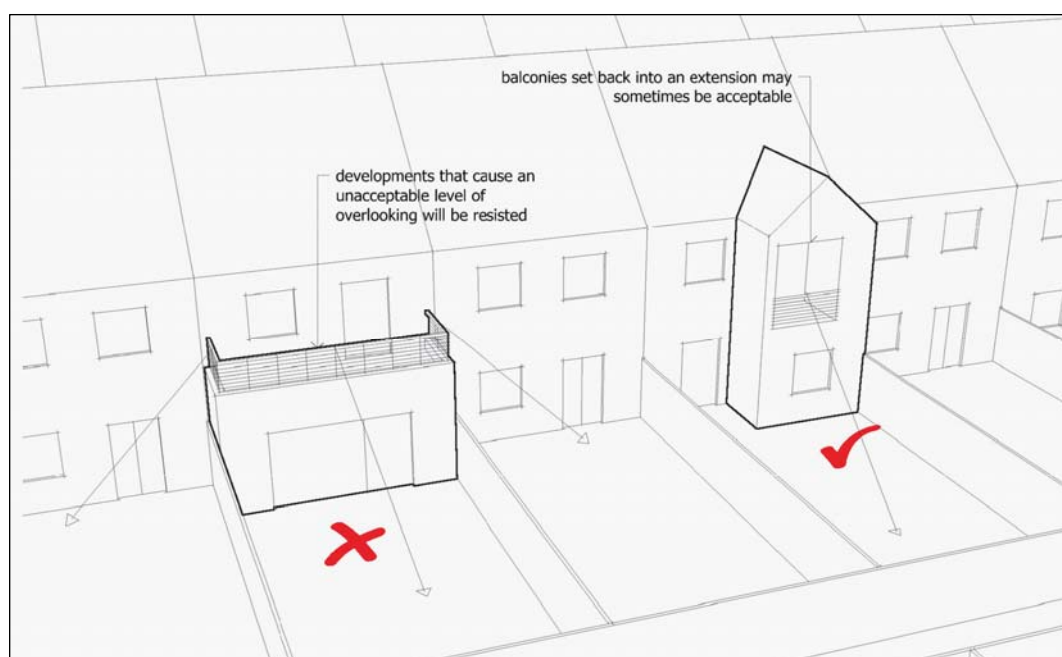 balconies set back into an extension may
sometimes be acceptable
developments that cause an
unacceptable level of
overlooking will be resisted